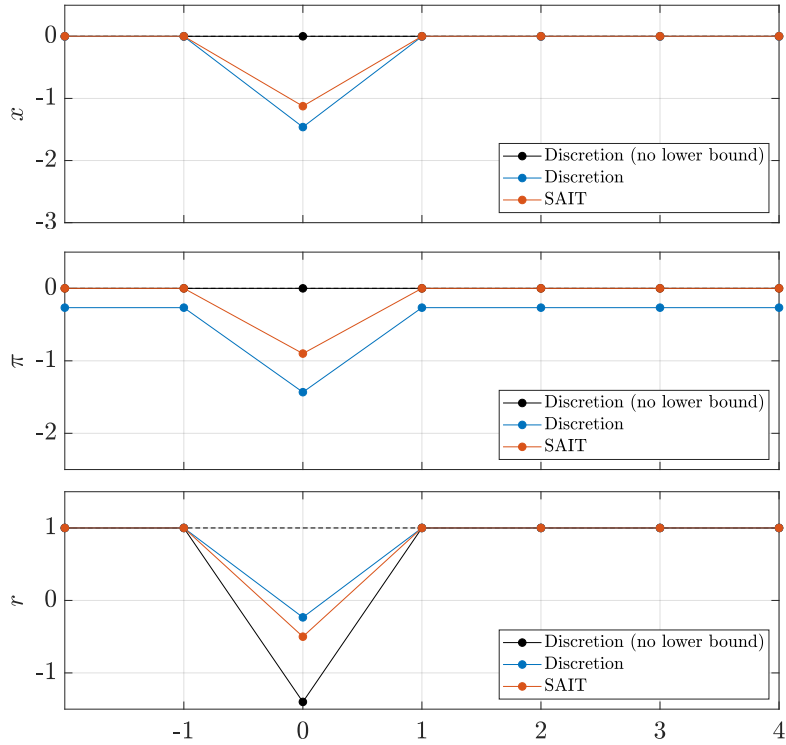 0
-1
-2
-3
x
Discretion (no lower bound)
Discretion
SAIT
0
-1
-2
π
Discretion (no lower bound)
Discretion
SAIT
1
0
-1
r
Discretion (no lower bound)
Discretion
SAIT
-1 0 1 2 3 4